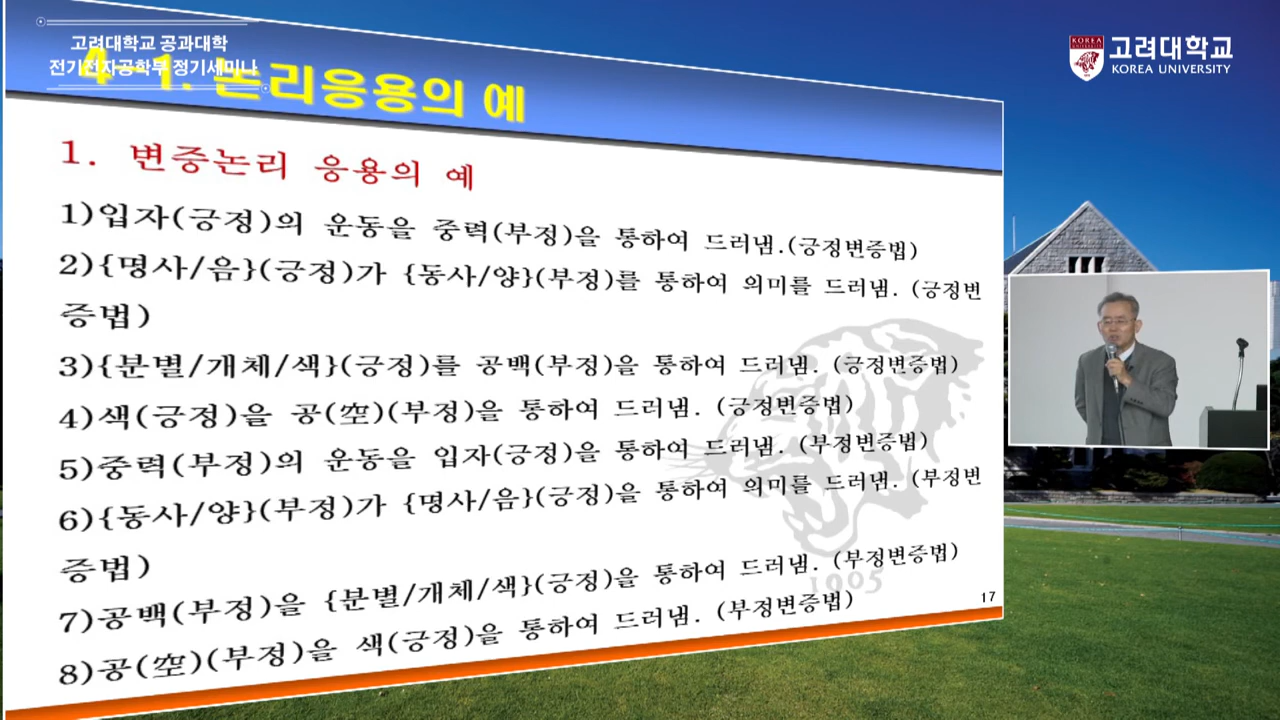 고려대학교 공과대학
전기전자공학부 정기세미나
4-1. 논리응용의 예
고려대학교
KOREA UNIVERSITY
KOREA
1. 변증논리 응용의 예
1)입자(긍정)의 운동을 중력(부정)을 통하여 드러냄.(긍정변증법)
2){명사/음}(긍정)가 {동사/양}(부정)를 통하여 의미를 드러냄. (긍정변
증법)
3){분별/개체/색}(긍정)를 공백(부정)을 통하여 드러냄. (긍정변증법)
4)색(긍정)을 공(空)(부정)을 통하여 드러냄. (긍정변증법)
5)중력(부정)의 운동을 입자(긍정)을 통하여 드러냄. (부정변증법)
6){동사/양}(부정)가 {명사/음}(긍정)을 통하여 의미를 드러냄. (부정변
증법)
7)공백(부정)을 {분별/개체/색}(긍정)을 통하여 드러냄. (부정변증법)
8)공(空)(부정)을 색(긍정)을 통하여 드러냄. (부정변증법)
1905
17